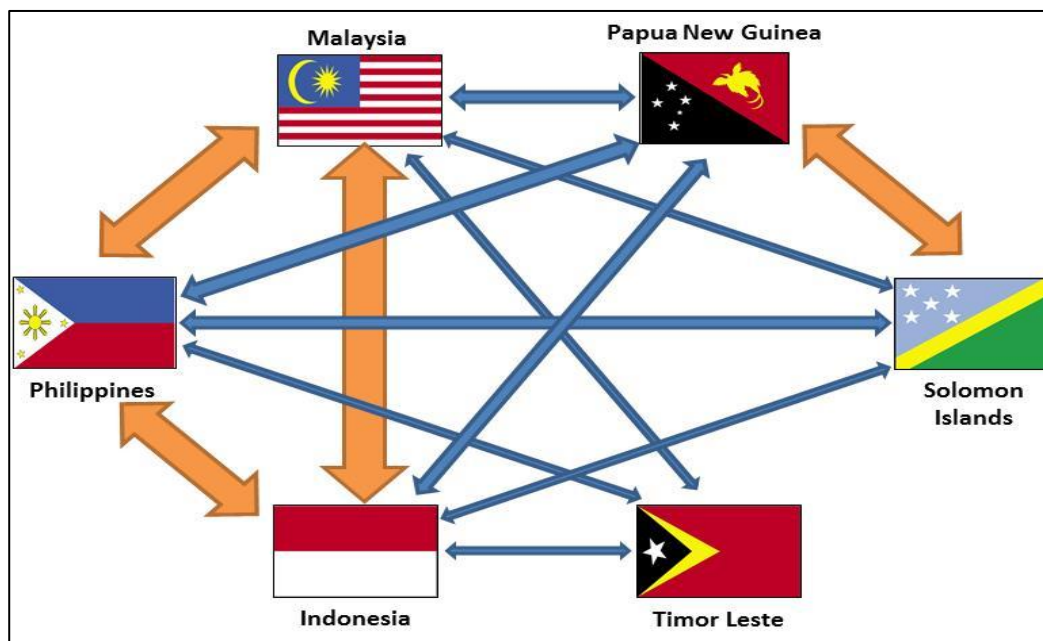 Malaysia
Papua New Guinea
Philippines
Solomon
Islands
Indonesia
Timor Leste